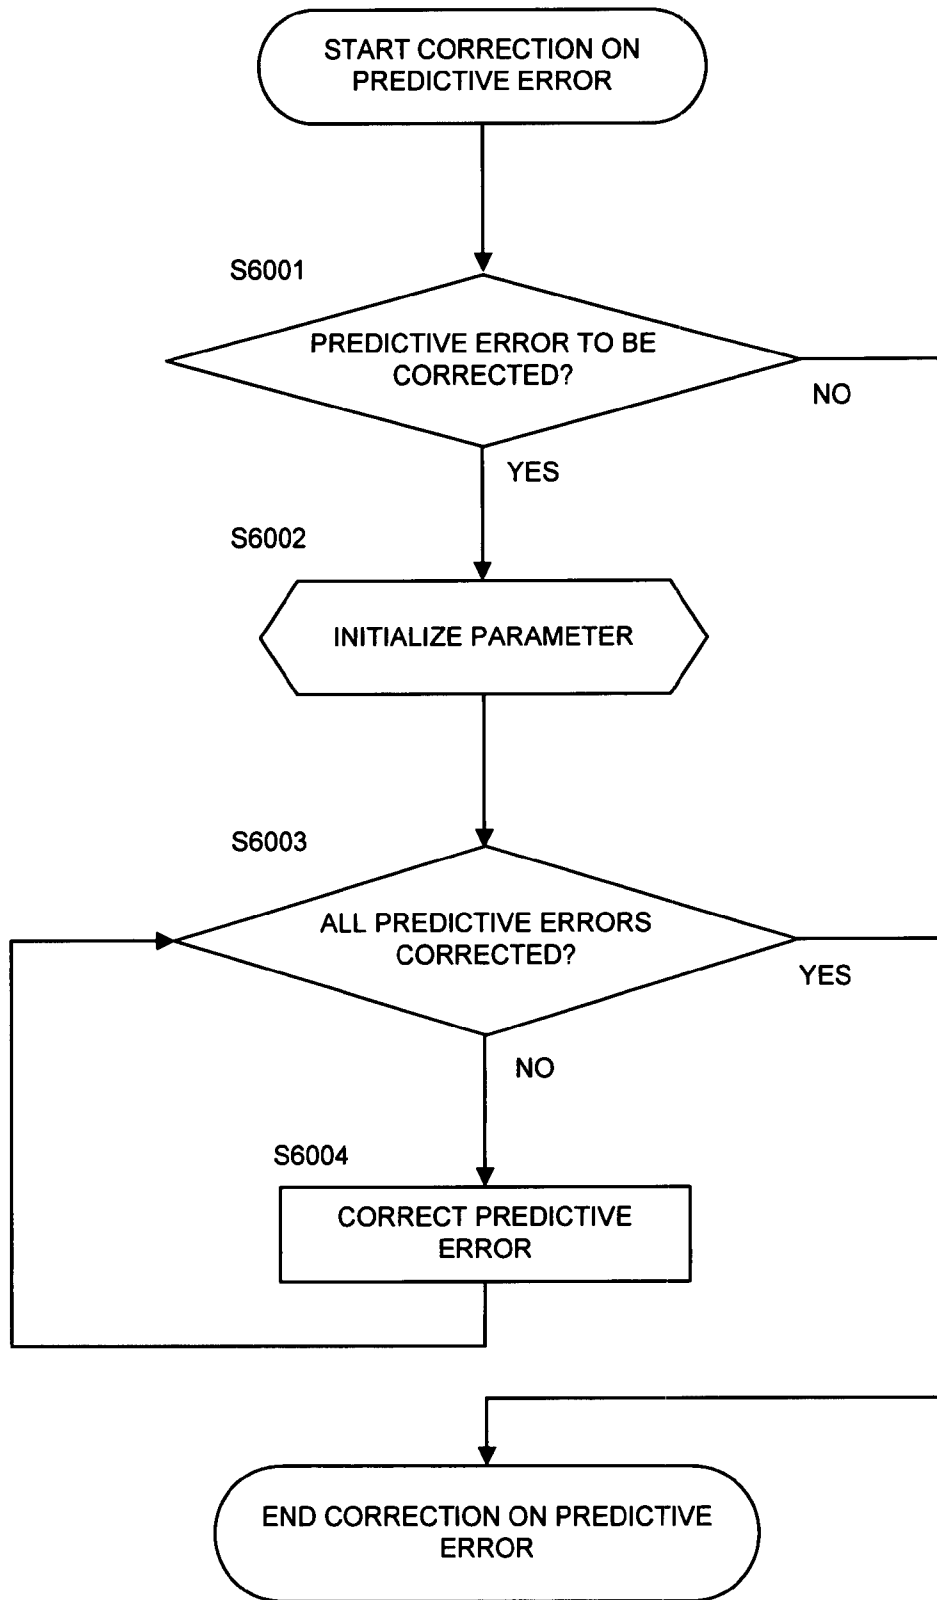 START CORRECTION ON
PREDICTIVE ERROR
S6001
PREDICTIVE ERROR TO BE
CORRECTED?
NO
YES
S6002
INITIALIZE PARAMETER
S6003
ALL PREDICTIVE ERRORS
CORRECTED?
YES
NO
S6004
CORRECT PREDICTIVE
ERROR
END CORRECTION ON PREDICTIVE
ERROR